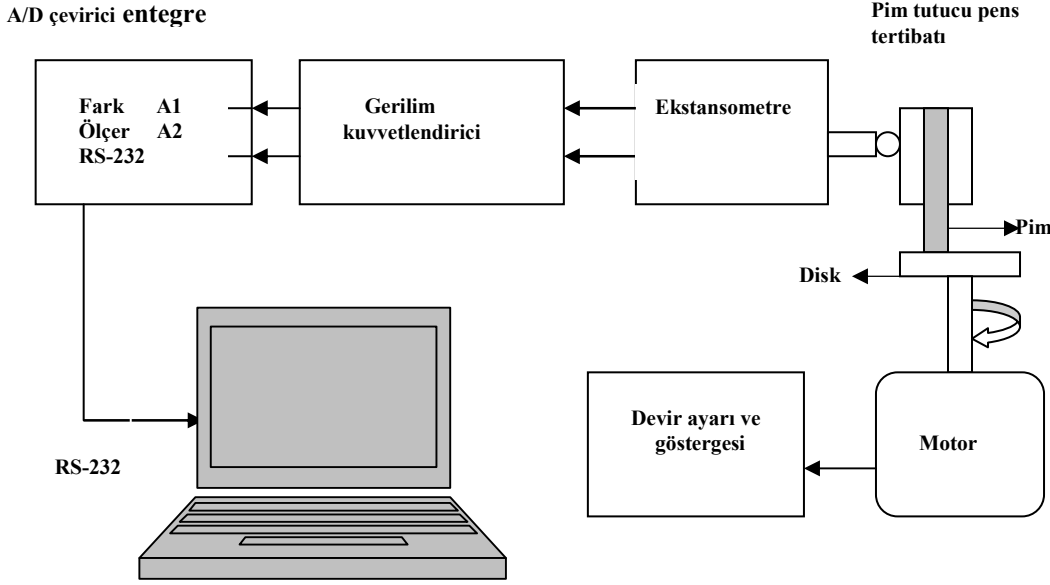 A/D çevirici entegre
Pim tutucu pens
tertibatı
Fark A1
Ölçer A2
RS-232
Gerilim
kuvvetlendirici
Ekstansometre
Pim
Disk
RS-232
Devir ayarı ve
göstergesi
Motor